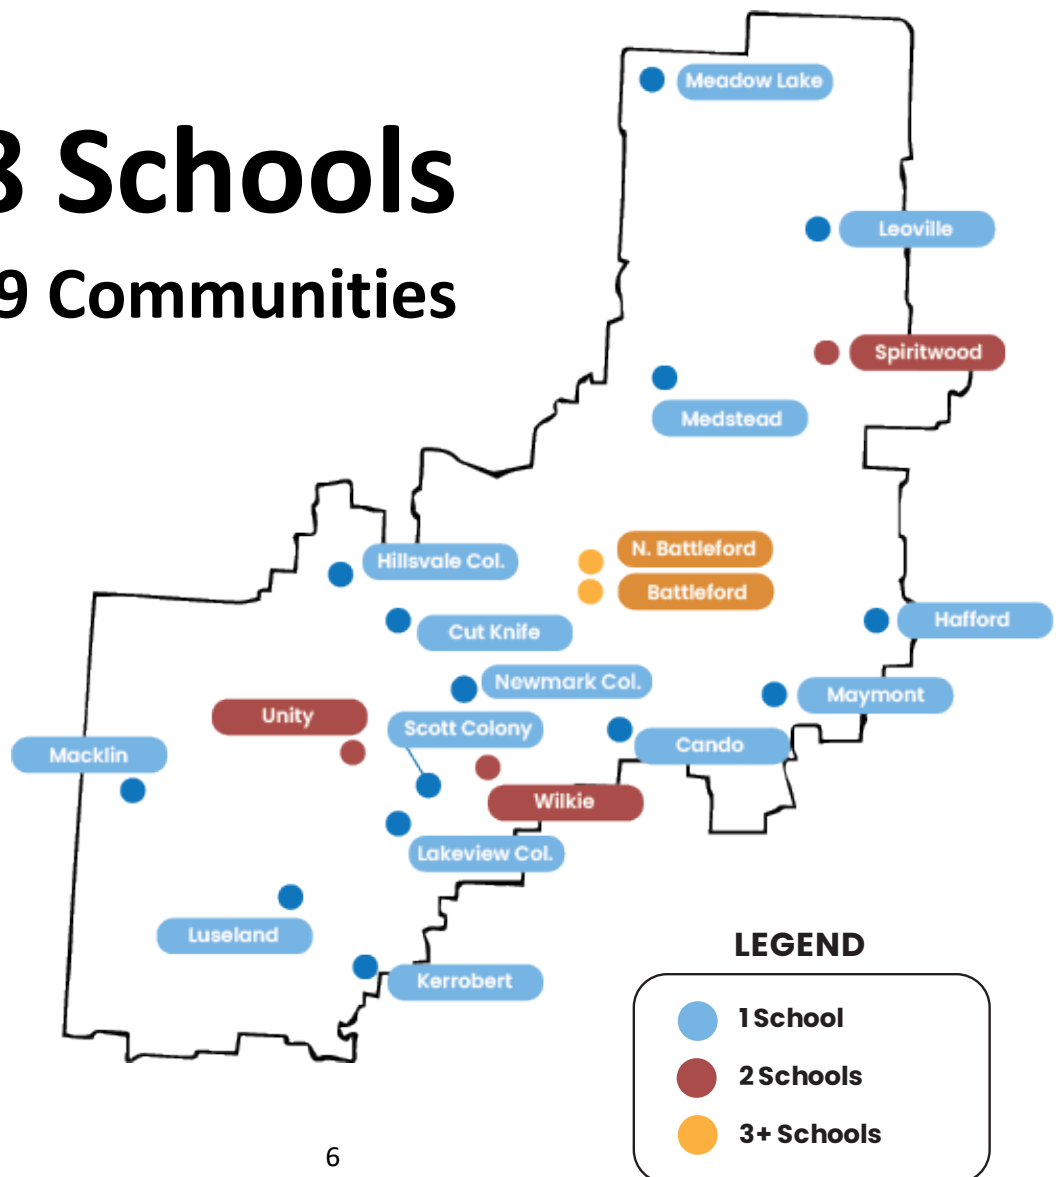 8 Schools
9 Communities
Meadow Lake
Leoville
Spiritwood
Medstead
N. Battleford
Hillsvale Col.
Battleford
Hafford
Cut Knife
Newmark Col.
Maymont
Unity
Scott Colony
Cando
Macklin
Wilkie
Lakeview Col.
Luseland
Kerrobert
LEGEND
1 School
2 Schools
3+ Schools
6